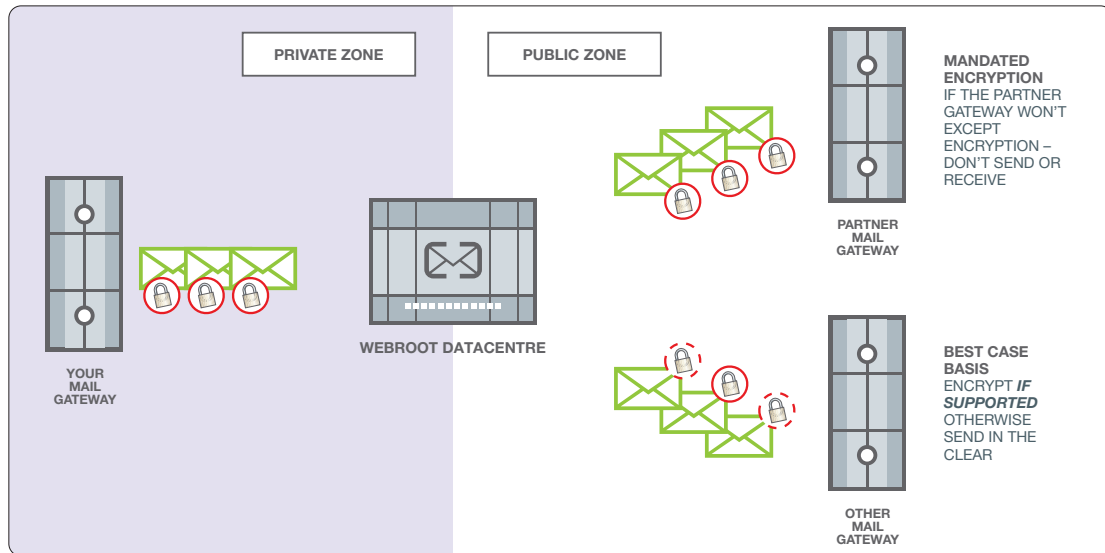 PRIVATE ZONE
PUBLIC ZONE
MANDATED
ENCRYPTION
IF THE PARTNER
GATEWAY WON'T
EXCEPT
ENCRYPTION –
DON'T SEND OR
RECEIVE
PARTNER
MAIL
GATEWAY
WEBROOT DATACENTRE
YOUR
MAIL
GATEWAY
BEST CASE
BASIS
ENCRYPT IF
SUPPORTED
OTHERWISE
SEND IN THE
CLEAR
OTHER
MAIL
GATEWAY